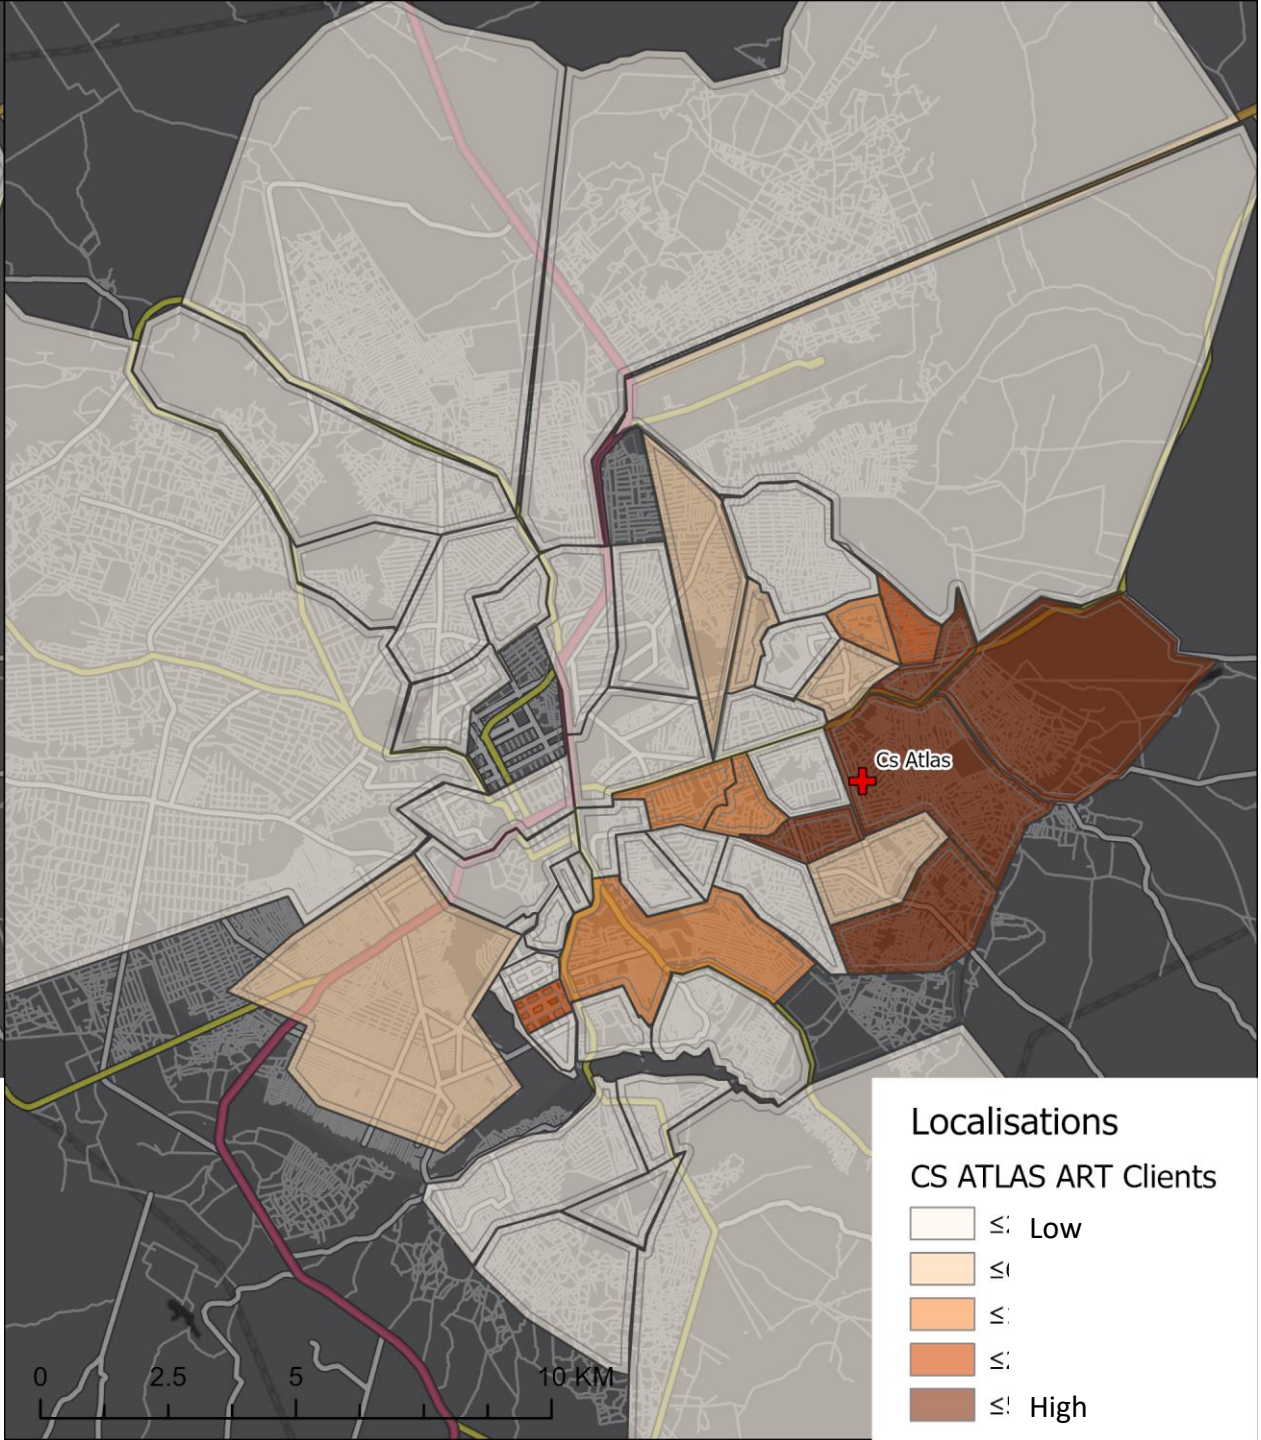 Cs Atlas
Localisations
CS ATLAS ART Clients
≤ Low
≤
≤
≤
≤ High
0 2.5 5 10 KM